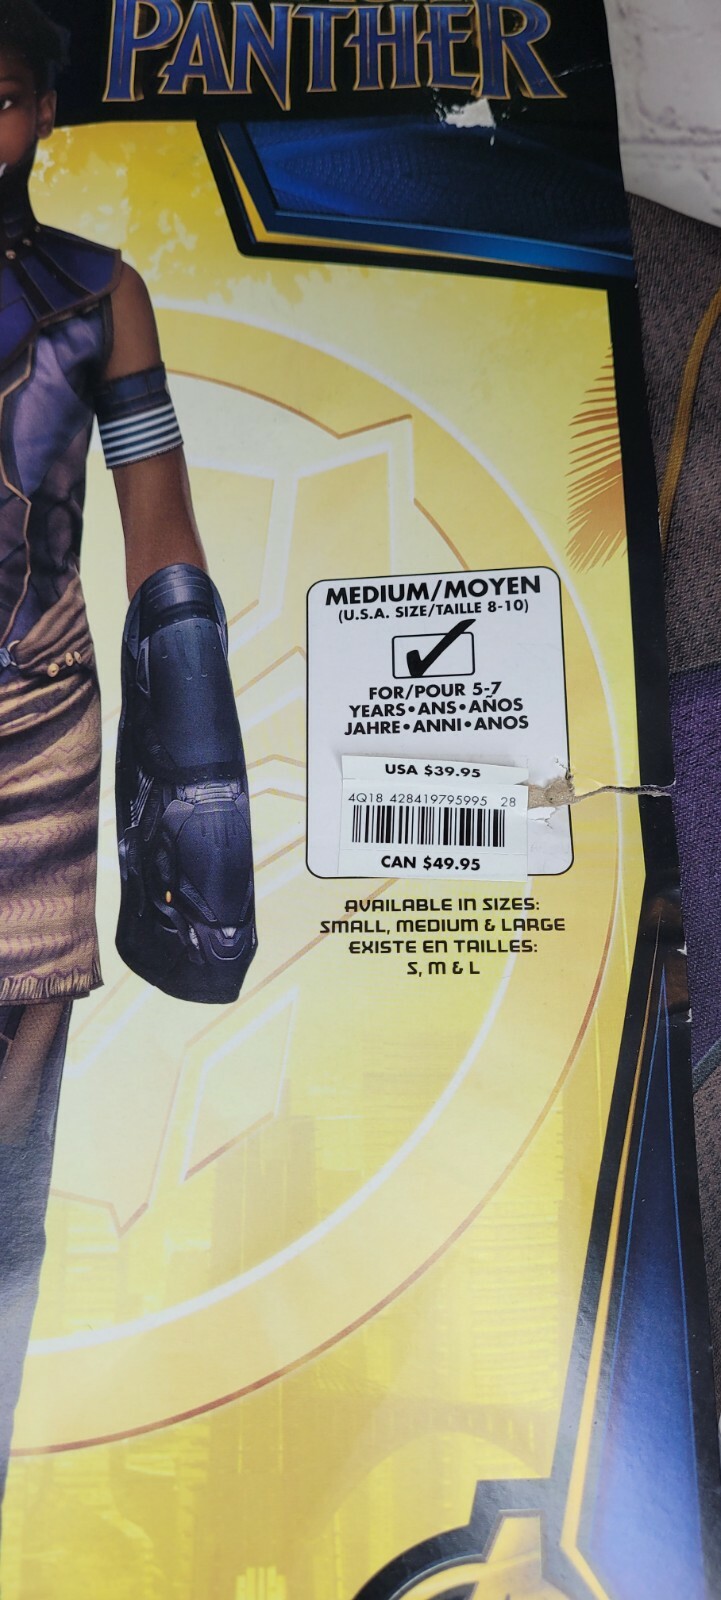 PANTHER
MEDIUM/MOYEN
(U.S.A. SIZE/TAILLE 8-10)
FOR/POUR 5-7
YEARS•ANS•AÑOS
JAHRE•ANNI•ANOS
USA $39.95
4Q18 428419795995 28
CAN $49.95
AVAILABLE IN SIZES:
SMALL, MEDIUM & LARGE
EXISTE EN TAILLES:
S, M & L